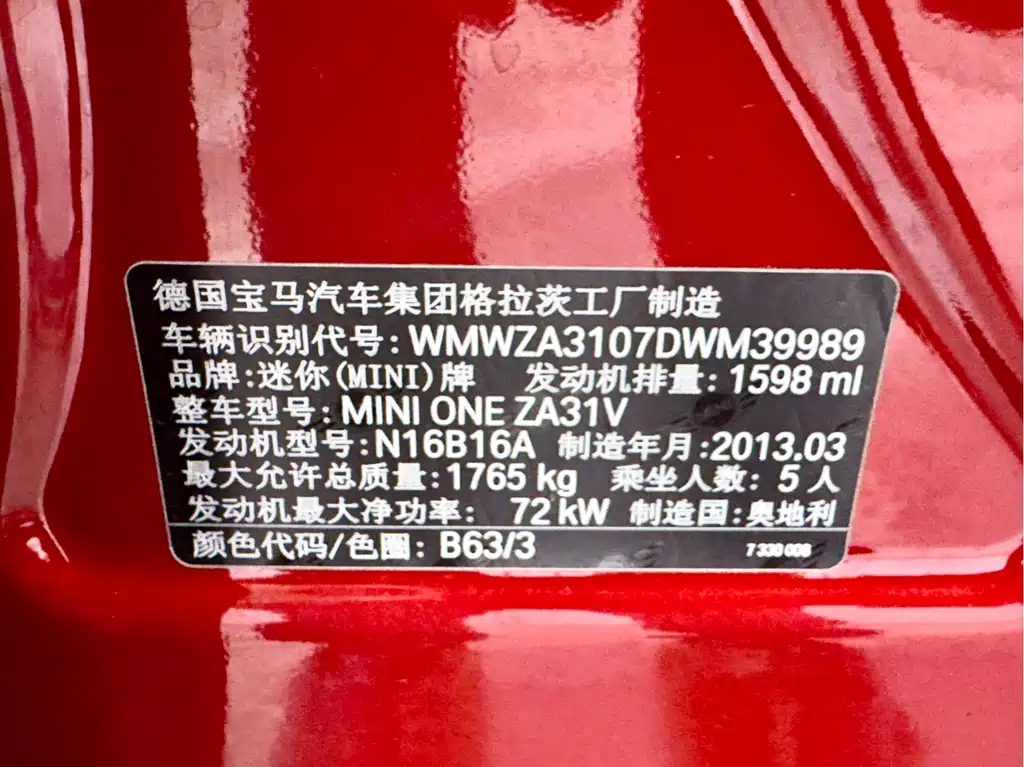 德国宝马汽车集团格拉茨工厂制造
车辆识别代号: WMWZA3107DWM39989
品牌:迷你(MINI)牌 发动机排量: 1598 ml
整车型号: MINI ONE ZA31V
发动机型号: N16B16A 制造年月: 2013.03
最大允许总质量: 1765 kg 乘坐人数: 5 人
发动机最大净功率: 72 kW 制造国: 奥地利
颜色代码/色圈: B63/3 7 330 008